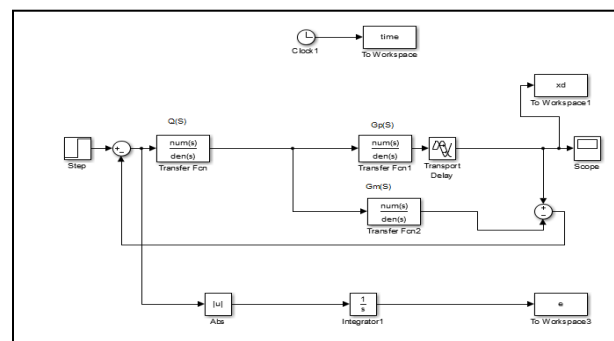 time
Clock1
To Workspace
xd
To Workspace1
Q(S)
Gp(S)
Step
num(s)
den(s)
Transfer Fcn
num(s)
den(s)
Transfer Fcn1
Transport
Delay
Scope
Gm(S)
num(s)
den(s)
Transfer Fcn2
|u|
Abs
1
s
Integrator1
e
To Workspace3